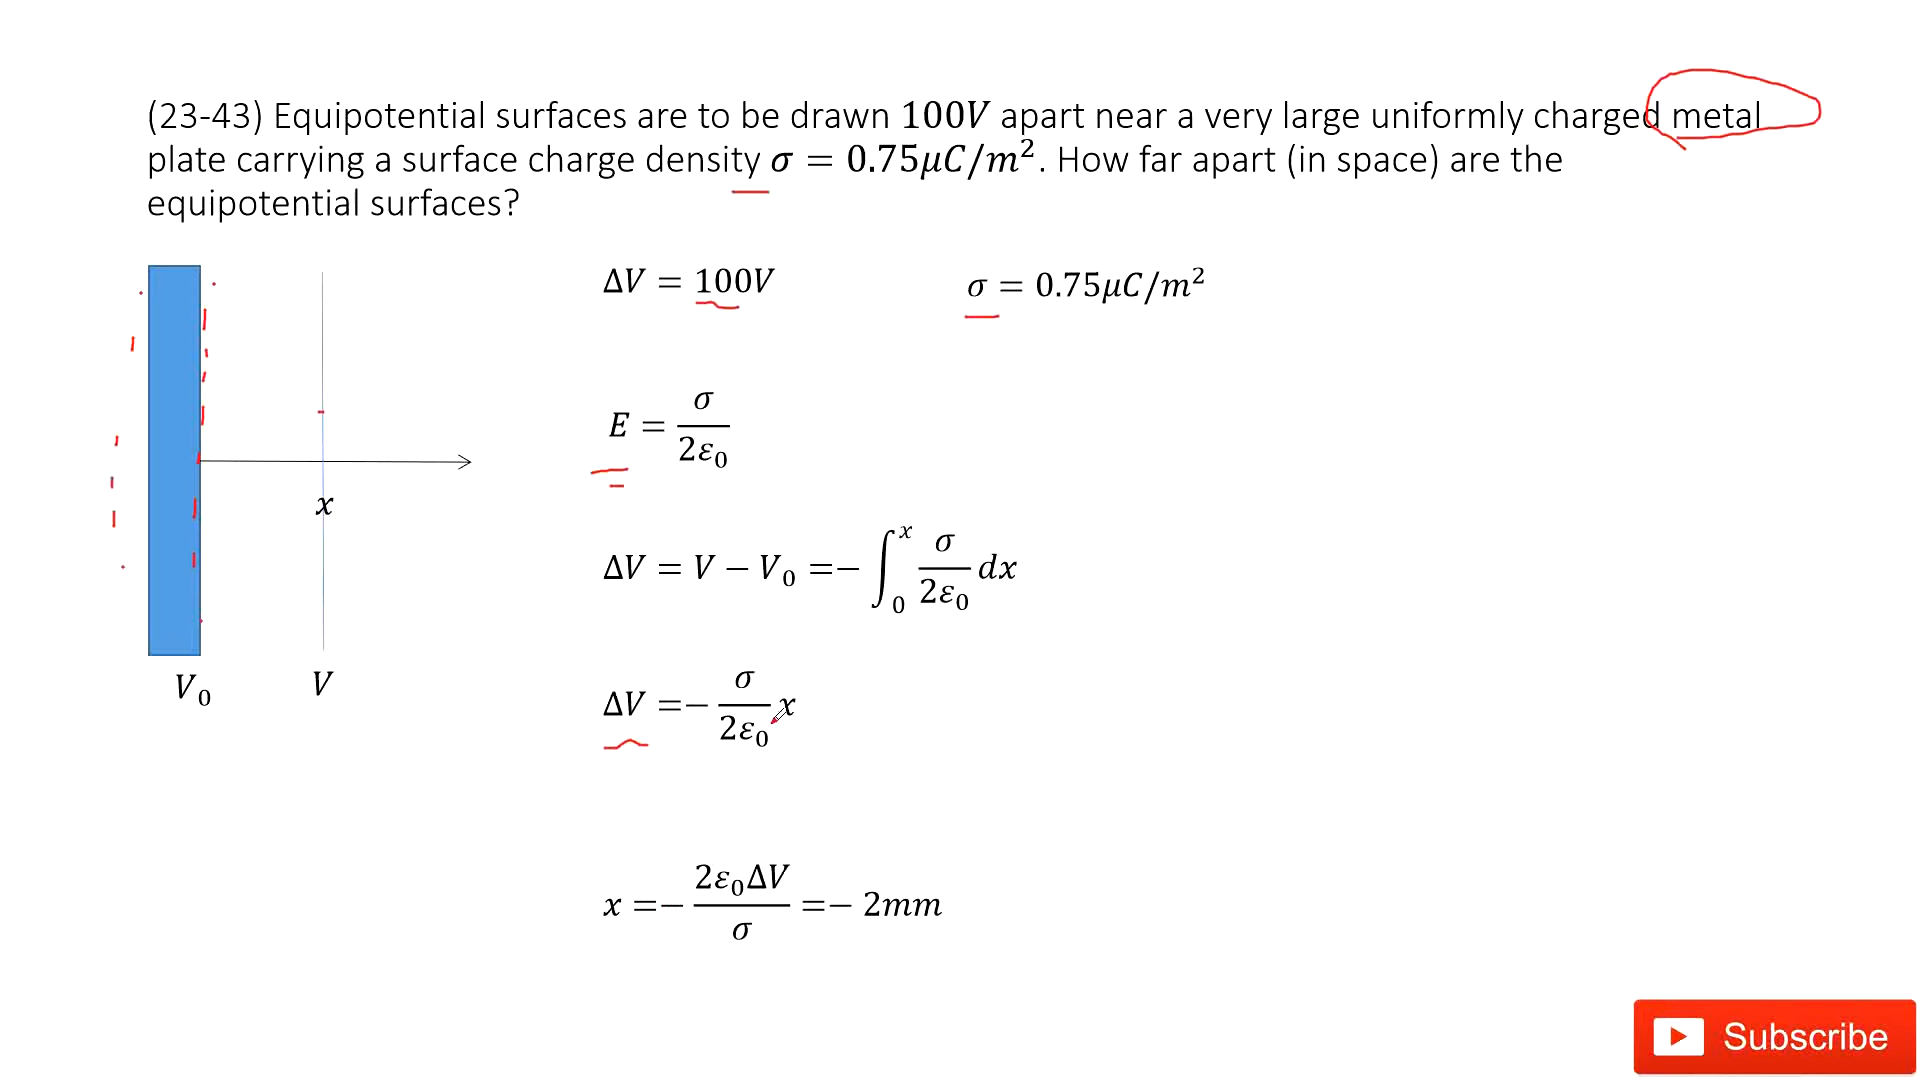 (23-43) Equipotential surfaces are to be drawn 100V apart near a very large uniformly charged metal
plate carrying a surface charge density σ = 0.75μC/m². How far apart (in space) are the
equipotential surfaces?
ΔV = 100V
σ = 0.75μC/m²
E = σ/2ε₀
ΔV = V − V₀ =− ∫₀ˣ σ/2ε₀ dx
x
V₀
V
ΔV =− σ/2ε₀ x
x =− 2ε₀ΔV/σ =− 2mm
Subscribe